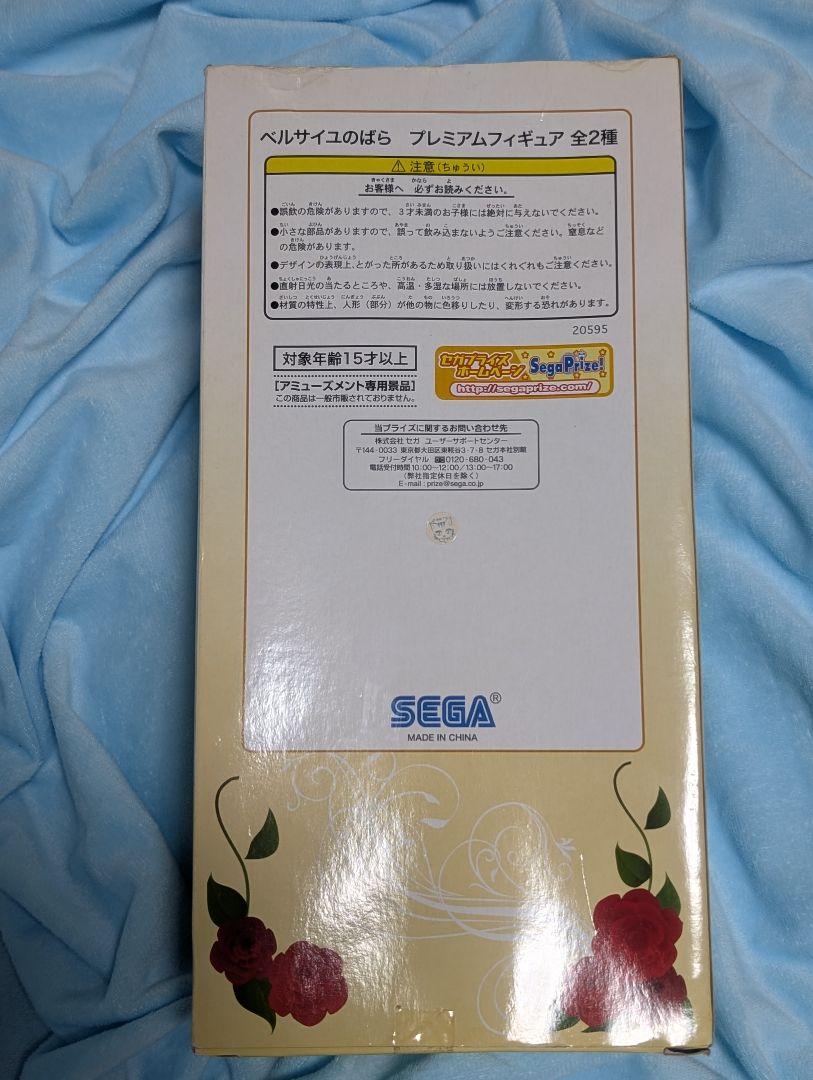 ベルサイユのばら プレミアムフィギュア 全2種
⚠ 注意(ちゅうい)
お客様へ 必ずお読みください。
●誤飲の危険がありますので、3才未満のお子様には絶対に与えないでください。
●小さな部品がありますので、誤って飲み込まないようご注意ください。窒息など
の危険があります。
●デザインの表現上、とがった所があるため取り扱いにはくれぐれもご注意ください。
●直射日光の当たるところや、高温・多湿な場所には放置しないでください。
●材質の特性上、人形(部分)が他の物に色移りしたり、変形する恐れがあります。
20595
対象年齢15才以上
[アミューズメント専用景品]
この商品は一般市販されておりません。
セガプライズ
ホームページ
SegaPrize!
http://segaprize.com/
当プライズに関するお問い合わせ先
株式会社 セガ ユーザーサポートセンター
〒144-0033 東京都大田区東糀谷3-7-8 セガ本社別館
フリーダイヤル 0120-680-043
電話受付時間 10:00〜12:00/13:00〜17:00
(弊社指定休日を除く)
E-mail : prize@sega.co.jp
SEGA®
MADE IN CHINA